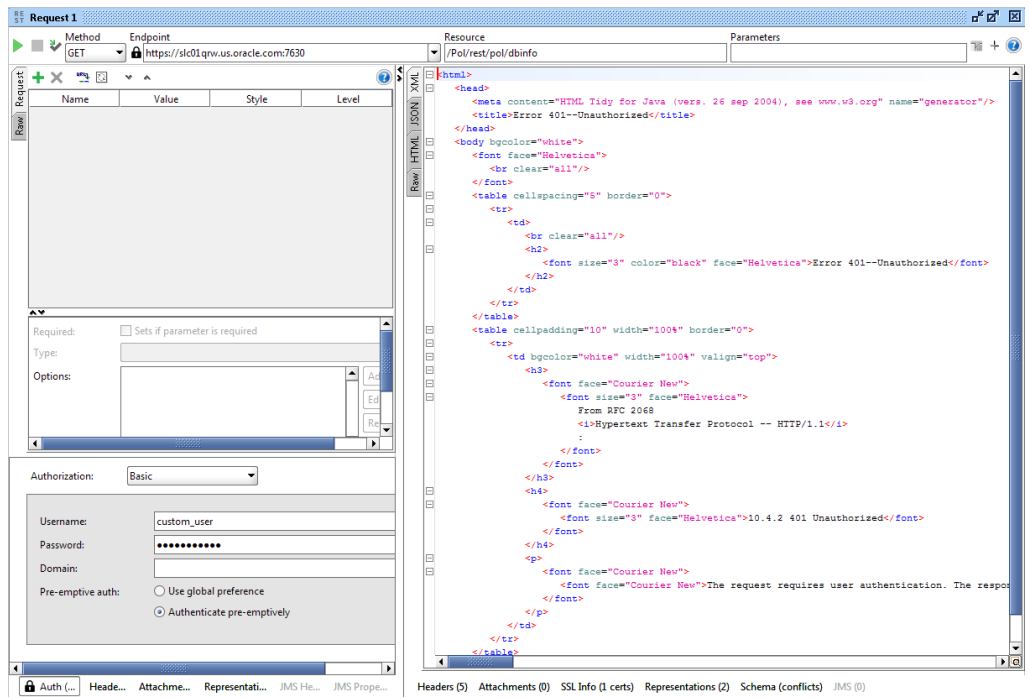 RE ST Request 1
Method Endpoint Resource Parameters
GET https://slc01qrw.us.oracle.com:7630 /Pol/rest/pol/dbinfo
Request
Raw
Name Value Style Level
Required: Sets if parameter is required
Type:
Options:
Ad
Ed
Re
Authorization: Basic
Username: custom_user
Password: •••••••••••
Domain:
Pre-emptive auth: Use global preference
Authenticate pre-emptively
Auth (... Heade... Attachme... Representati... JMS He... JMS Prope...
XML
JSON
HTML
Raw
<html>
<head>
<meta content="HTML Tidy for Java (vers. 26 sep 2004), see www.w3.org" name="generator"/>
<title>Error 401--Unauthorized</title>
</head>
<body bgcolor="white">
<font face="Helvetica">
<br clear="all"/>
</font>
<table cellspacing="5" border="0">
<tr>
<td>
<br clear="all"/>
<h2>
<font size="3" color="black" face="Helvetica">Error 401--Unauthorized</font>
</h2>
</td>
</tr>
</table>
<table cellpadding="10" width="100%" border="0">
<tr>
<td bgcolor="white" width="100%" valign="top">
<h3>
<font face="Courier New">
<font size="3" face="Helvetica">
From RFC 2068
<i>Hypertext Transfer Protocol -- HTTP/1.1</i>
:
</font>
</font>
</h3>
<h4>
<font face="Courier New">
<font size="3" face="Helvetica">10.4.2 401 Unauthorized</font>
</font>
</h4>
<p>
<font face="Courier New">
<font face="Courier New">The request requires user authentication. The respon
</font>
</p>
</td>
</tr>
</table>
Headers (5) Attachments (0) SSL Info (1 certs) Representations (2) Schema (conflicts) JMS (0)